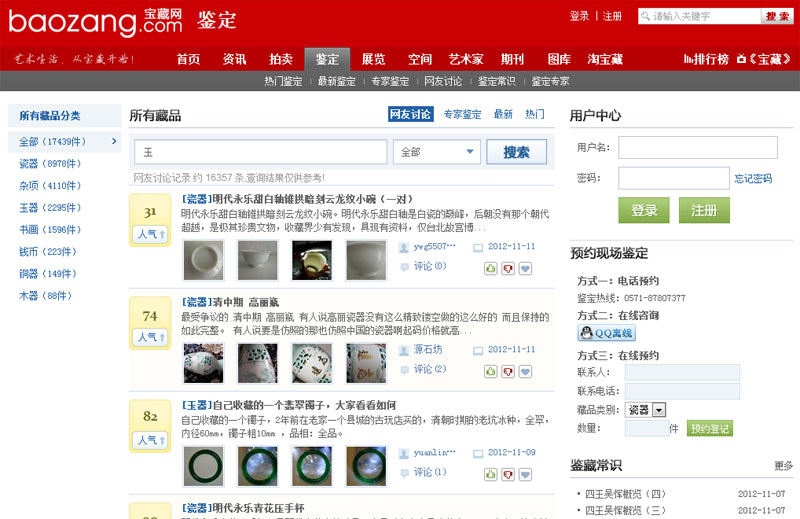 baozang 宝藏网 .com 鉴定
登录 | 注册
请输入关键字 搜索
艺术生活，从宝藏开始!
首页 资讯 拍卖 鉴定 展览 空间 艺术家 期刊 图库 淘宝藏 排行榜 《宝藏》
热门鉴定 | 最新鉴定 | 专家鉴定 | 网友讨论 | 鉴定常识 | 鉴定专家
所有藏品分类
全部（17439件） >
瓷器（8978件）
杂项（4110件）
玉器（2295件）
书画（1596件）
钱币（223件）
铜器（149件）
木器（88件）
所有藏品 网友讨论 专家鉴定 最新 热门
玉 全部 搜索
网友讨论记录 约 16357 条,查询结果仅供参考!
31
人气↑
[瓷器]明代永乐甜白釉锥拱暗刻云龙纹小碗（一对）
明代永乐甜白釉锥拱暗刻云龙纹小碗。明代永乐甜白釉是白瓷的巅峰，后朝没有那个朝代
超越，是极其珍贵文物，收藏界少有发现，具现有资料，仅台北故宫博...
ywg5507… 2012-11-11
评论(0)
74
人气↑
[瓷器]清中期 高丽瓶
最受争议的 清中期 高丽瓶 有人说高丽瓷器没有这么精致镂空做的这么好的 而且保持的
如此完整。 有人说要是仿照的那也仿照中国的瓷器啊起码价格就高...
源石坊 2012-11-11
评论(2)
82
人气↑
[玉器]自己收藏的一个翡翠镯子，大家看看如何
自己收藏的一个镯子，2年前在老家一个县城的古玩店买的，清朝时期的老坑冰种，全翠，
内径60mm，镯子粗10mm ，品相：全品。
yuanlin… 2012-11-09
评论(1)
[瓷器]明代永乐青花压手杯
用户中心
用户名：
密码： 忘记密码
登录 注册
预约现场鉴定
方式一：电话预约
鉴宝热线：0571-87807377
方式二：在线咨询
QQ离线
方式三：在线预约
联系人：
联系电话：
藏品类别： 瓷器
数量： 件 预约登记
鉴藏常识 更多
• 四王吴恽概览（四） 2012-11-07
• 四王吴恽概览（三） 2012-11-07